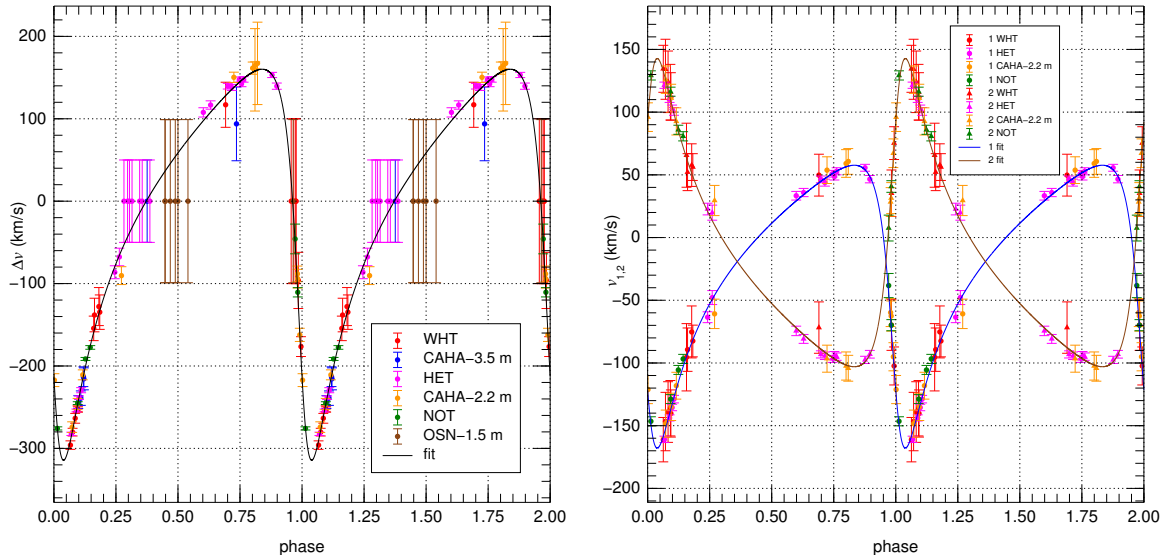 Δv (km/s)
200
100
0
−100
−200
−300
0.00 0.25 0.50 0.75 1.00 1.25 1.50 1.75 2.00
phase
WHT
CAHA−3.5 m
HET
CAHA−2.2 m
NOT
OSN−1.5 m
fit
v1,2 (km/s)
150
100
50
0
−50
−100
−150
−200
0.00 0.25 0.50 0.75 1.00 1.25 1.50 1.75 2.00
phase
1 WHT
1 HET
1 CAHA−2.2 m
1 NOT
2 WHT
2 HET
2 CAHA−2.2 m
2 NOT
1 fit
2 fit